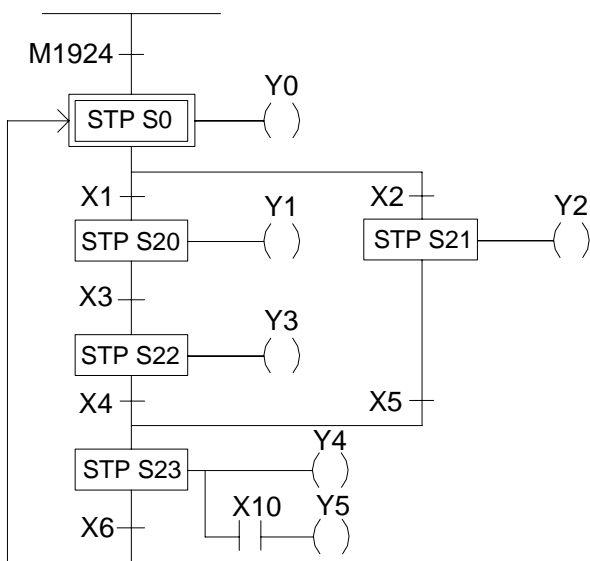 M1924
Y0
STP S0
X1
Y1
X2
Y2
STP S20
STP S21
X3
Y3
STP S22
X4
X5
Y4
STP S23
X10
Y5
X6